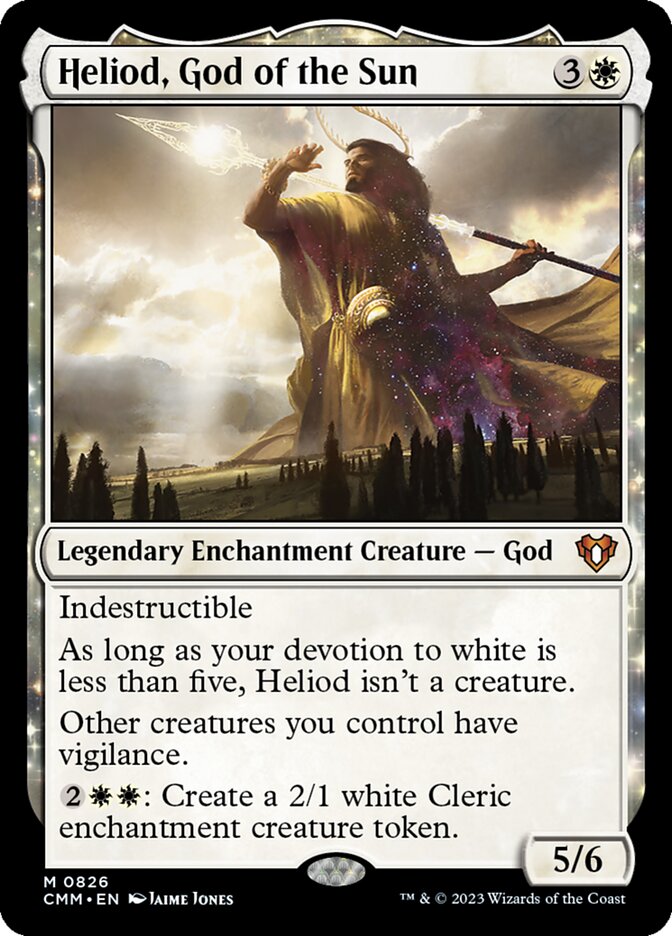 Heliod, God of the Sun 3
Legendary Enchantment Creature — God
Indestructible
As long as your devotion to white is
less than five, Heliod isn't a creature.
Other creatures you control have
vigilance.
2: Create a 2/1 white Cleric
enchantment creature token.
5/6
M 0826
CMM • EN JAIME JONES
™ & © 2023 Wizards of the Coast